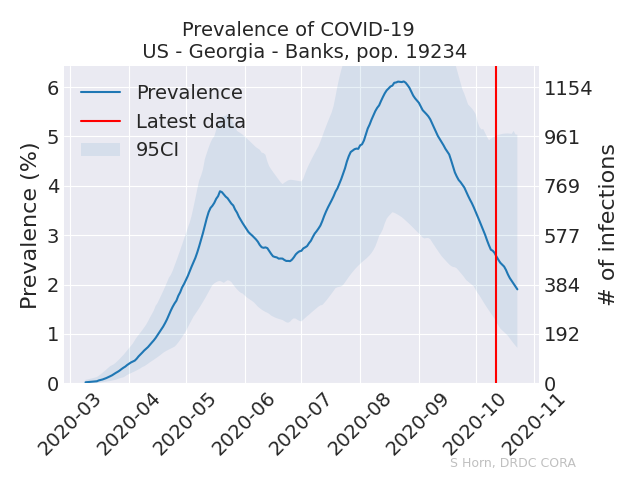 Prevalence of COVID-19
US - Georgia - Banks, pop. 19234
Prevalence
Latest data
95CI
Prevalence (%)
6
5
4
3
2
1
0
1154
961
769
577
384
192
0
# of infections
2020-03
2020-04
2020-05
2020-06
2020-07
2020-08
2020-09
2020-10
2020-11
S Horn, DRDC CORA